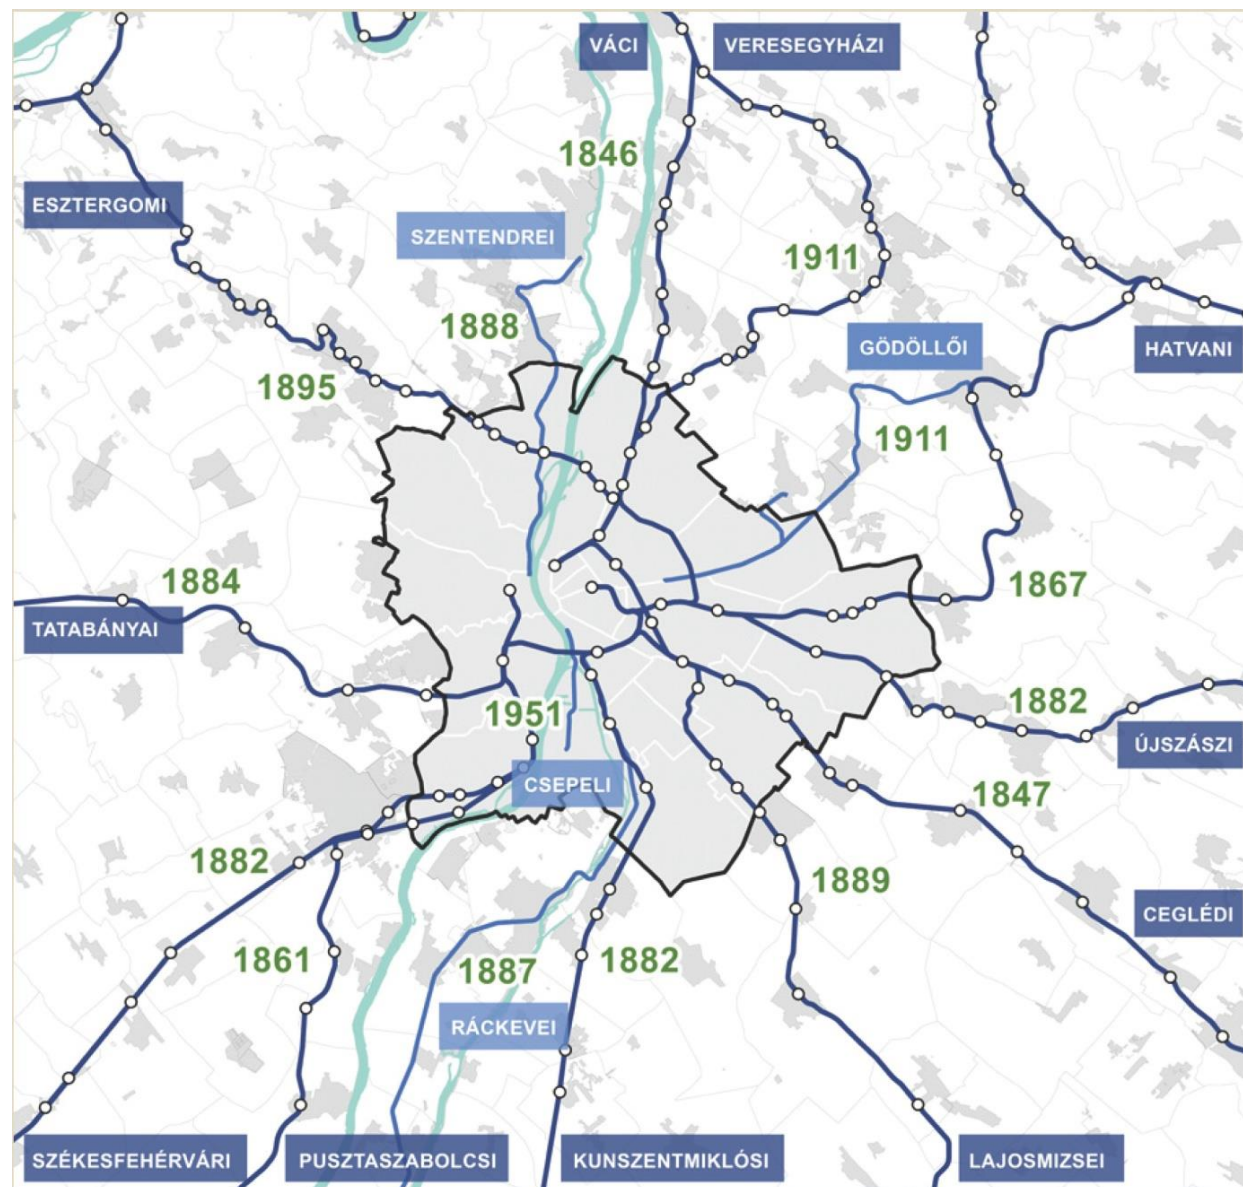 VÁCI
VERESEGYHÁZI
1846
ESZTERGOMI
SZENTENDREI
1911
1888
GÖDÖLLŐI
HATVANI
1895
1911
1884
1867
TATABÁNYAI
1951
1882
ÚJSZÁSZI
CSEPELI
1847
1882
1889
CEGLÉDI
1861
1887
1882
RÁCKEVEI
SZÉKESFEHÉRVÁRI
PUSZTASZABOLCSI
KUNSZENTMIKLÓSI
LAJOSMIZSEI